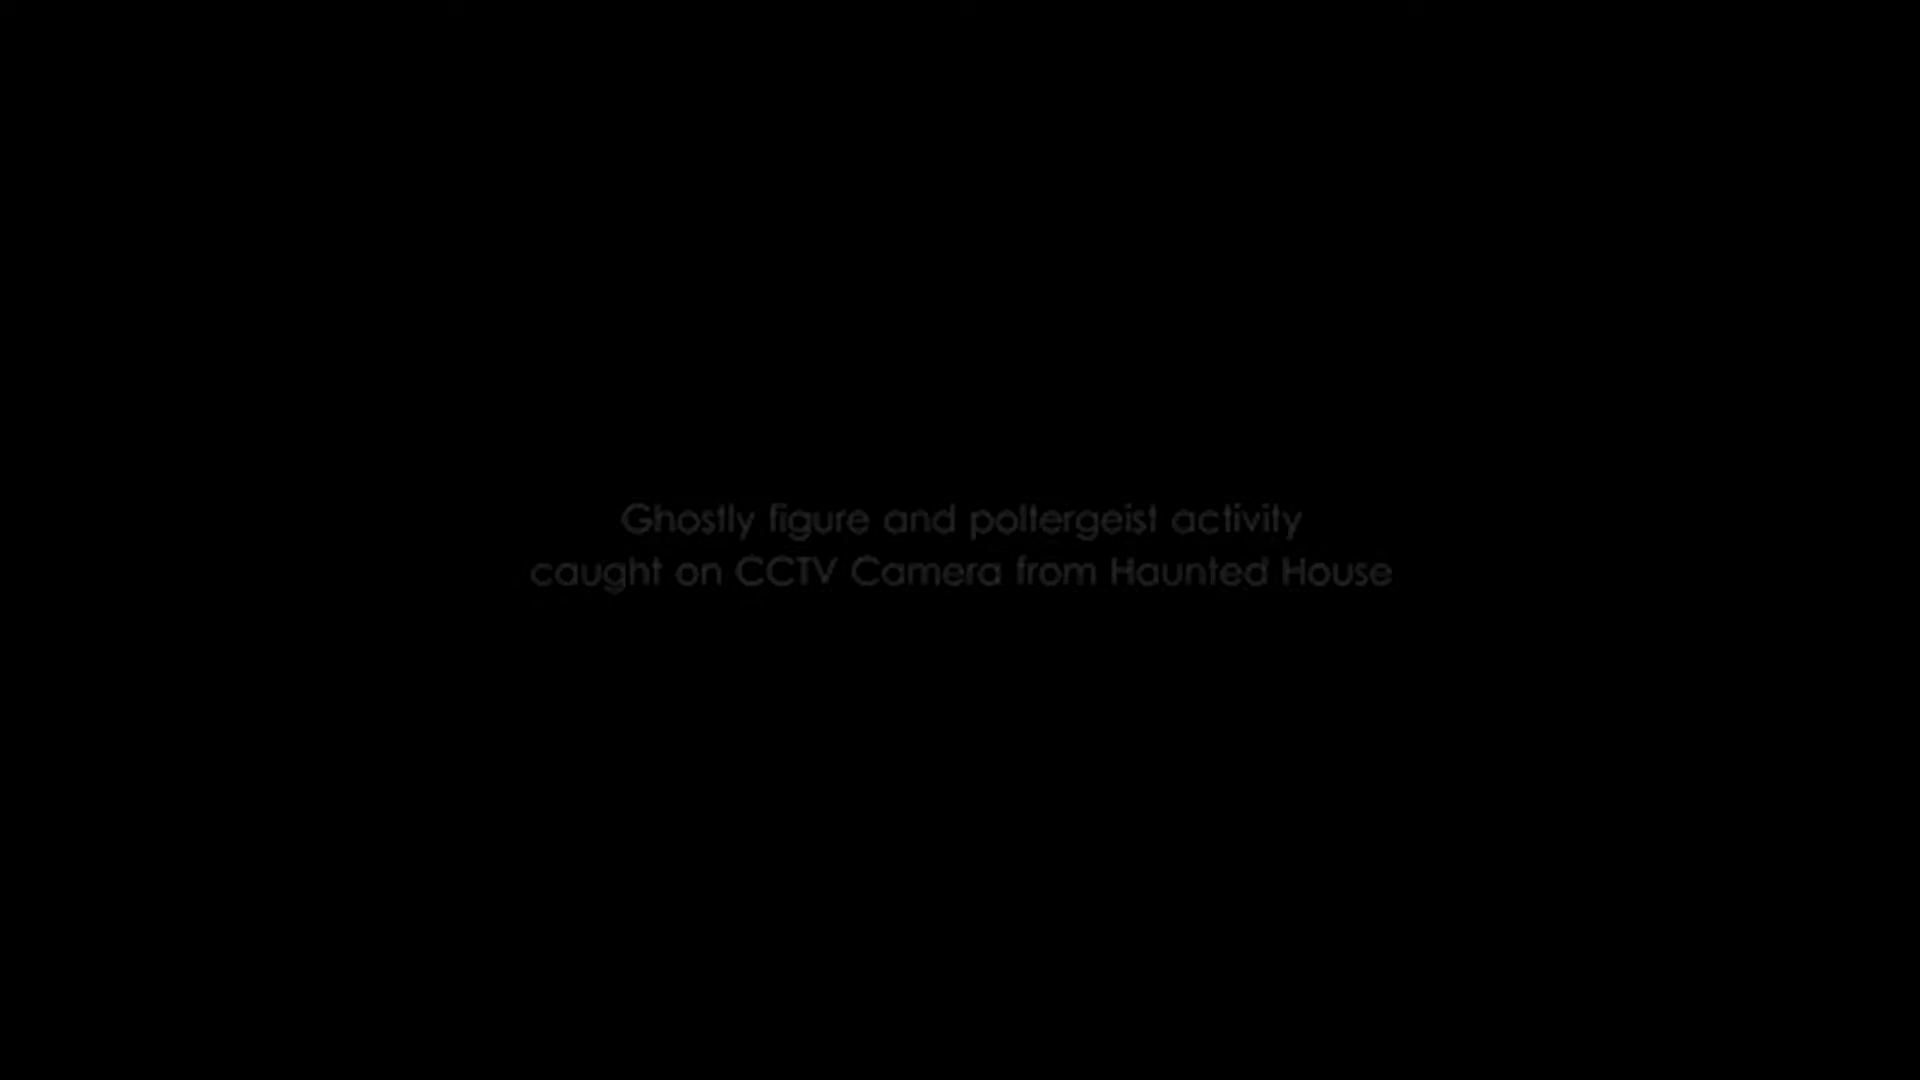 Ghostly figure and poltergeist activity
caught on CCTV Camera from Haunted House